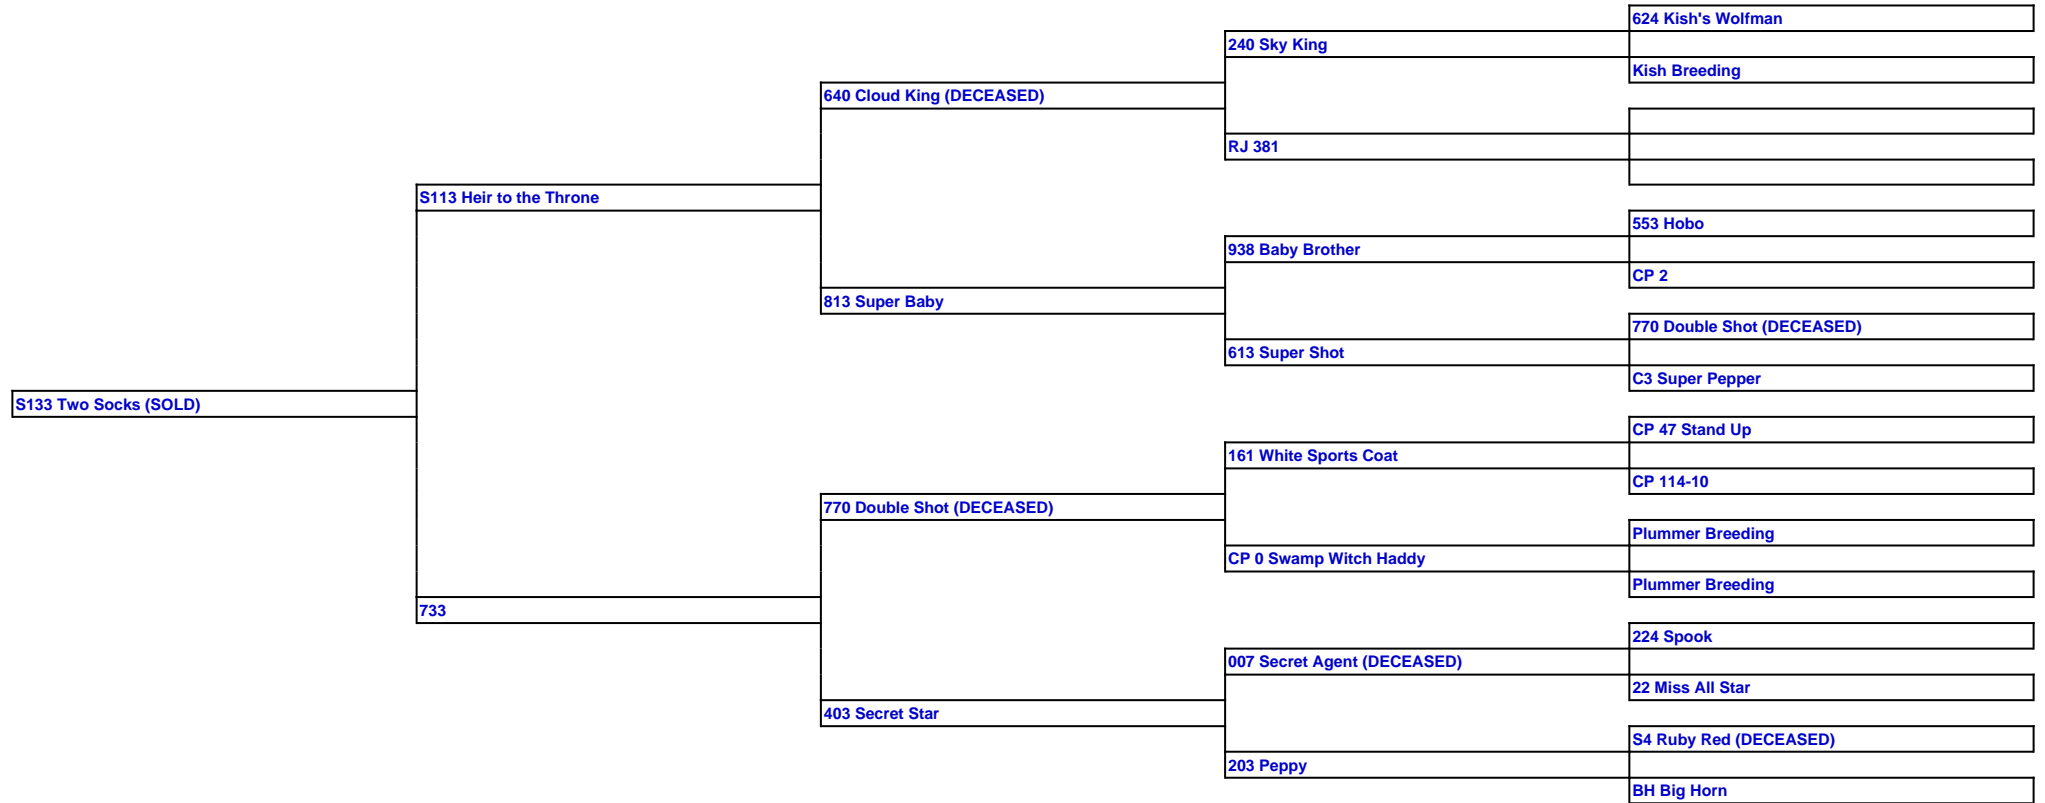 624 Kish's Wolfman
240 Sky King
Kish Breeding
640 Cloud King (DECEASED)
RJ 381
S113 Heir to the Throne
553 Hobo
938 Baby Brother
CP 2
813 Super Baby
770 Double Shot (DECEASED)
613 Super Shot
C3 Super Pepper
S133 Two Socks (SOLD)
CP 47 Stand Up
161 White Sports Coat
CP 114-10
770 Double Shot (DECEASED)
Plummer Breeding
CP 0 Swamp Witch Haddy
Plummer Breeding
733
224 Spook
007 Secret Agent (DECEASED)
22 Miss All Star
403 Secret Star
S4 Ruby Red (DECEASED)
203 Peppy
BH Big Horn